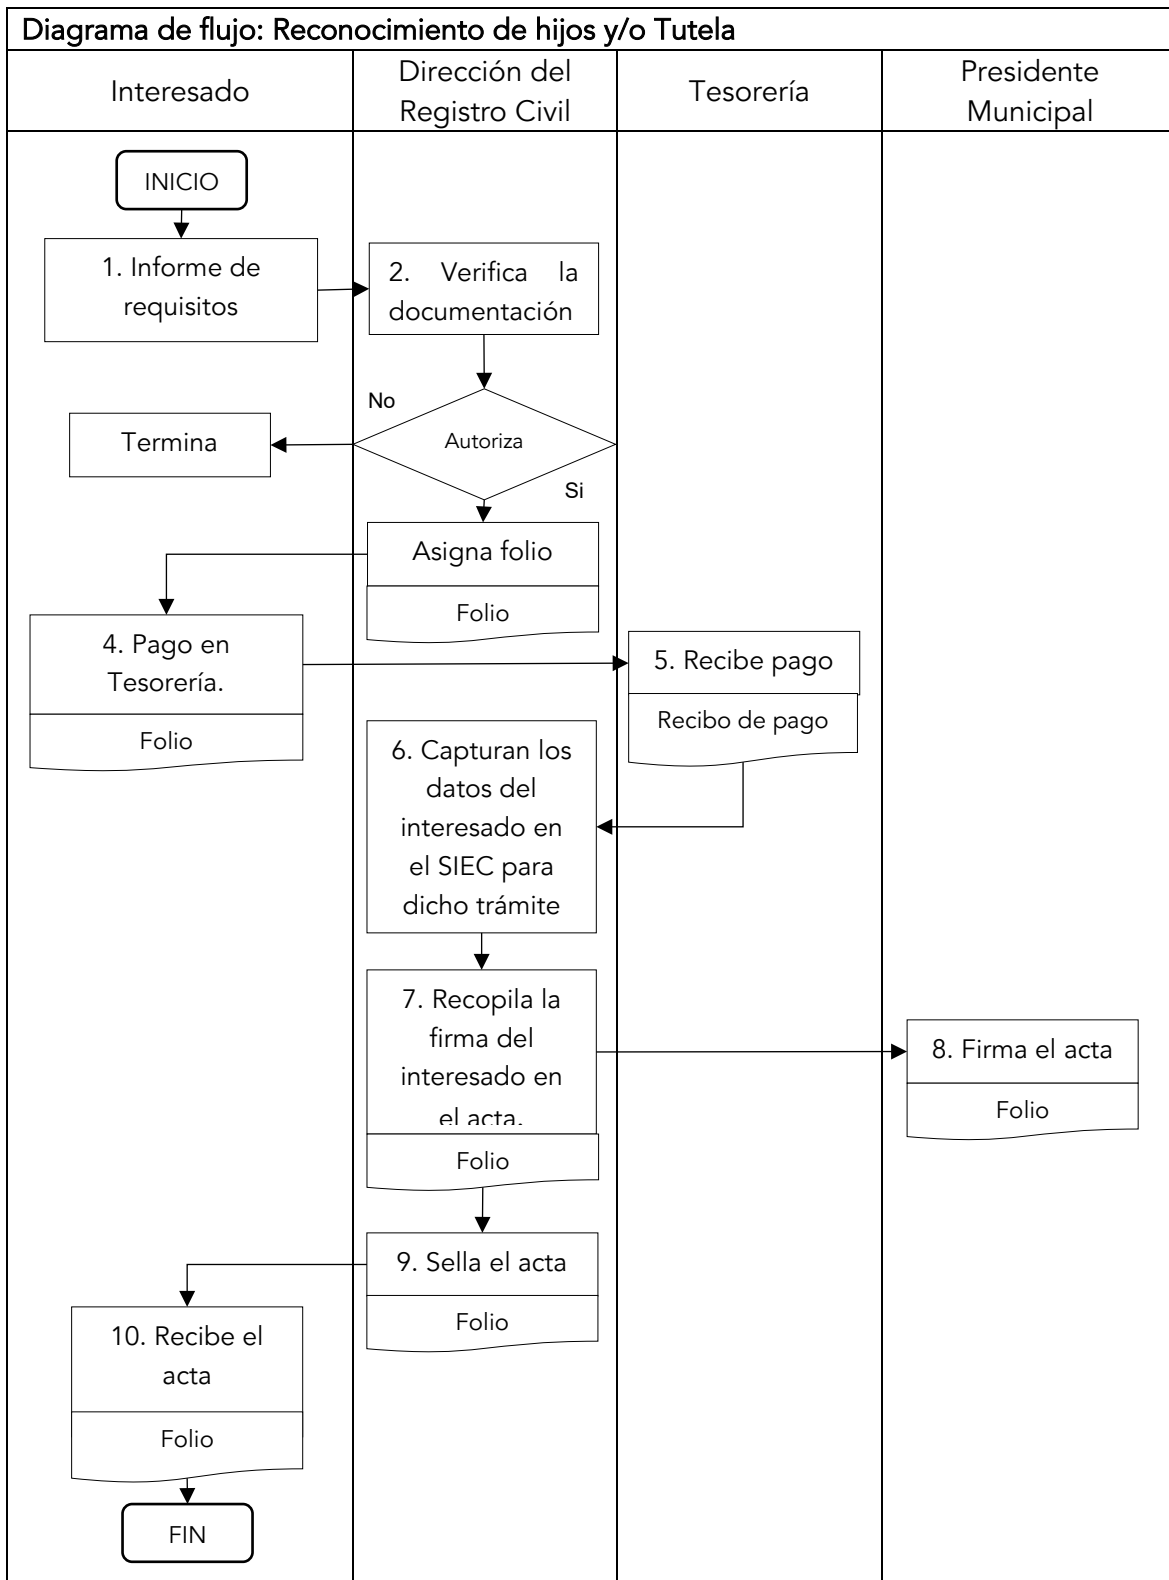 Diagrama de flujo: Reconocimiento de hijos y/o Tutela
Interesado
Dirección del
Registro Civil
Tesorería
Presidente
Municipal
INICIO
1. Informe de
requisitos
2. Verifica la
documentación
No
Autoriza
Termina
Si
Asigna folio
Folio
4. Pago en
Tesorería.
Folio
5. Recibe pago
Recibo de pago
6. Capturan los
datos del
interesado en
el SIEC para
dicho trámite
7. Recopila la
firma del
interesado en
el acta.
Folio
8. Firma el acta
Folio
9. Sella el acta
Folio
10. Recibe el
acta
Folio
FIN